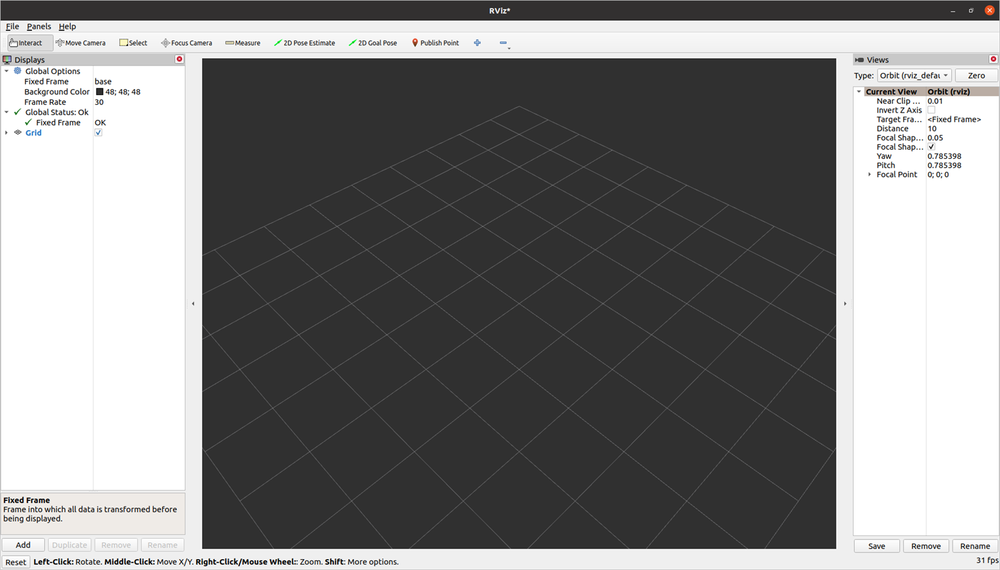 RViz*
File Panels Help
Interact Move Camera Select Focus Camera Measure 2D Pose Estimate 2D Goal Pose Publish Point
Displays
Global Options
Fixed Frame base
Background Color 48; 48; 48
Frame Rate 30
Global Status: Ok
Fixed Frame OK
Grid
Fixed Frame
Frame into which all data is transformed before
being displayed.
Add Duplicate Remove Rename
Views
Type: Orbit (rviz_defau Zero
Current View Orbit (rviz)
Near Clip ... 0.01
Invert Z Axis
Target Fra... <Fixed Frame>
Distance 10
Focal Shap... 0.05
Focal Shap...
Yaw 0.785398
Pitch 0.785398
Focal Point 0; 0; 0
Save Remove Rename
Reset Left-Click: Rotate. Middle-Click: Move X/Y. Right-Click/Mouse Wheel:: Zoom. Shift: More options. 31 fps